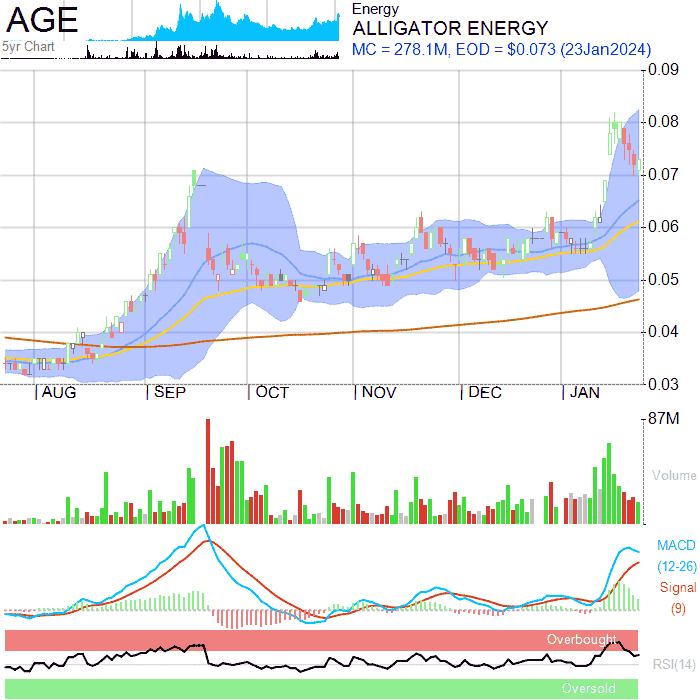 AGE
5yr Chart
Energy
ALLIGATOR ENERGY
MC = 278.1M, EOD = $0.073 (23Jan2024)
0.09
0.08
0.07
0.06
0.05
0.04
0.03
AUG SEP OCT NOV DEC JAN
87M
Volume
MACD
(12-26)
Signal
(9)
Overbought
RSI(14)
Oversold